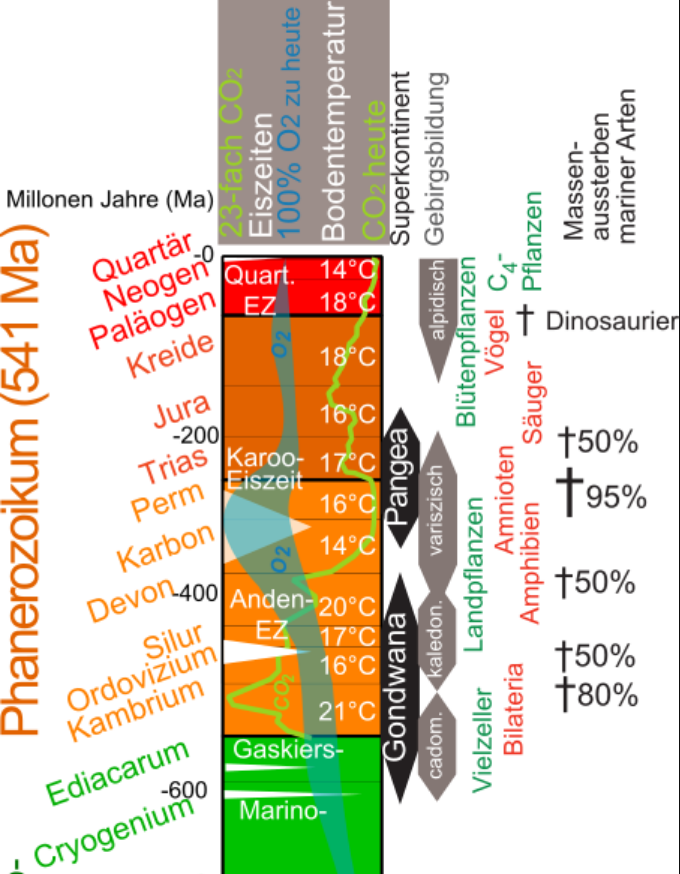 23-fach CO2
Eiszeiten
100% O2 zu heute
Bodentemperatur
CO2 heute
Superkontinent
Gebirgsbildung
C4-
Pflanzen
Massen-
aussterben
mariner Arten
Millonen Jahre (Ma)
Phanerozoikum (541 Ma)
-0
-200
-400
-600
Quartär
Neogen
Paläogen
Kreide
Jura
Trias
Perm
Karbon
Devon
Silur
Ordovizium
Kambrium
Ediacarum
Cryogenium
Quart.
EZ
O2
Karoo-
Eiszeit
O2
Anden-
EZ
CO2
Gaskiers-
Marino-
14°C
18°C
18°C
16°C
17°C
16°C
14°C
20°C
17°C
16°C
21°C
Pangea
Gondwana
alpidisch
variszisch
kaledon.
cadom.
Blütenpflanzen
Landpflanzen
Vielzeller
Vögel
Säuger
Amnioten
Amphibien
Bilateria
† Dinosaurier
†50%
†95%
†50%
†50%
†80%